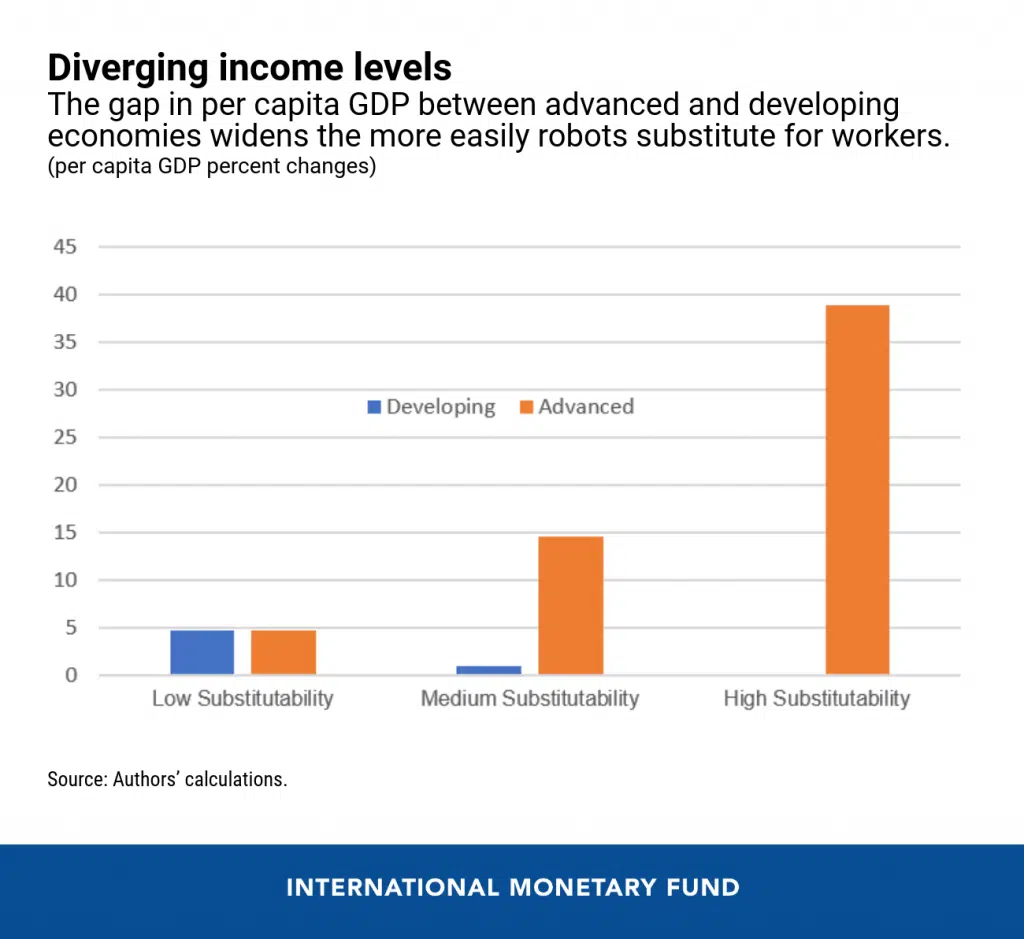 Diverging income levels
The gap in per capita GDP between advanced and developing
economies widens the more easily robots substitute for workers.
(per capita GDP percent changes)
45
40
35
30
Developing Advanced
25
20
15
10
5
0
Low Substitutability Medium Substitutability High Substitutability
Source: Authors’ calculations.
INTERNATIONAL MONETARY FUND